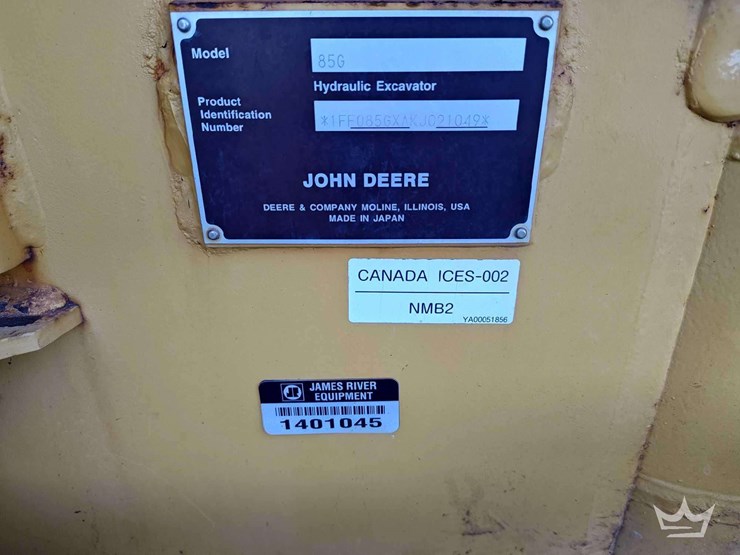 Model
85G
Hydraulic Excavator
Product
Identification
Number
*1FF085GXAKJ021049*
JOHN DEERE
DEERE & COMPANY MOLINE, ILLINOIS, USA
MADE IN JAPAN
CANADA ICES-002
NMB2
YA00051856
JAMES RIVER
EQUIPMENT
1401045